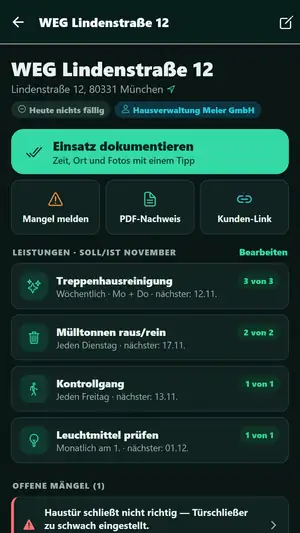 WEG Lindenstraße 12
WEG Lindenstraße 12
Lindenstraße 12, 80331 München
Heute nichts fällig
Hausverwaltung Meier GmbH
Einsatz dokumentieren
Zeit, Ort und Fotos mit einem Tipp
Mangel melden
PDF-Nachweis
Kunden-Link
LEISTUNGEN · SOLL/IST NOVEMBER
Bearbeiten
Treppenhausreinigung
3 von 3
Wöchentlich · Mo + Do · nächster: 12.11.
Mülltonnen raus/rein
2 von 2
Jeden Dienstag · nächster: 17.11.
Kontrollgang
1 von 1
Jeden Freitag · nächster: 13.11.
Leuchtmittel prüfen
1 von 1
Monatlich am 1. · nächster: 01.12.
OFFENE MÄNGEL (1)
Haustür schließt nicht richtig — Türschließer
zu schwach eingestellt.